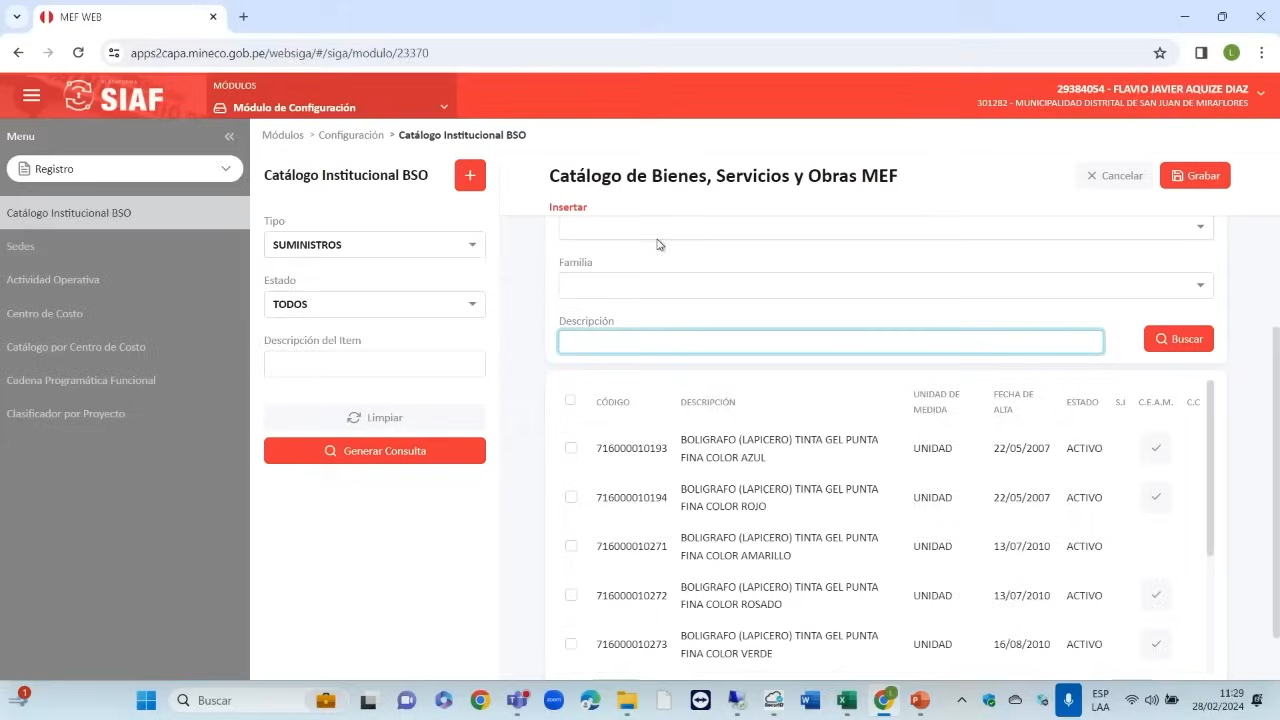 MEF WEB
apps2capa.mineco.gob.pe/websiga/#/siga/modulo/23370
L
PLATAFORMA
SIAF
MÓDULOS
Módulo de Configuración
29384054 - FLAVIO JAVIER AQUIZE DIAZ
301282 - MUNICIPALIDAD DISTRITAL DE SAN JUAN DE MIRAFLORES
Menu
Registro
Catálogo Institucional BSO
Sedes
Actividad Operativa
Centro de Costo
Catálogo por Centro de Costo
Cadena Programática Funcional
Clasificador por Proyecto
Módulos > Configuración > Catálogo Institucional BSO
Catálogo Institucional BSO
Tipo
SUMINISTROS
Estado
TODOS
Descripción del Item
Limpiar
Generar Consulta
Catálogo de Bienes, Servicios y Obras MEF
Cancelar
Grabar
Insertar
Familia
Descripción
Buscar
CÓDIGO DESCRIPCIÓN UNIDAD DE MEDIDA FECHA DE ALTA ESTADO S.I C.E.A.M. C.C
716000010193 BOLIGRAFO (LAPICERO) TINTA GEL PUNTA FINA COLOR AZUL UNIDAD 22/05/2007 ACTIVO
716000010194 BOLIGRAFO (LAPICERO) TINTA GEL PUNTA FINA COLOR ROJO UNIDAD 22/05/2007 ACTIVO
716000010271 BOLIGRAFO (LAPICERO) TINTA GEL PUNTA FINA COLOR AMARILLO UNIDAD 13/07/2010 ACTIVO
716000010272 BOLIGRAFO (LAPICERO) TINTA GEL PUNTA FINA COLOR ROSADO UNIDAD 13/07/2010 ACTIVO
716000010273 BOLIGRAFO (LAPICERO) TINTA GEL PUNTA FINA COLOR VERDE UNIDAD 16/08/2010 ACTIVO
1
Buscar
zoom
ESP
LAA
11:29
28/02/2024